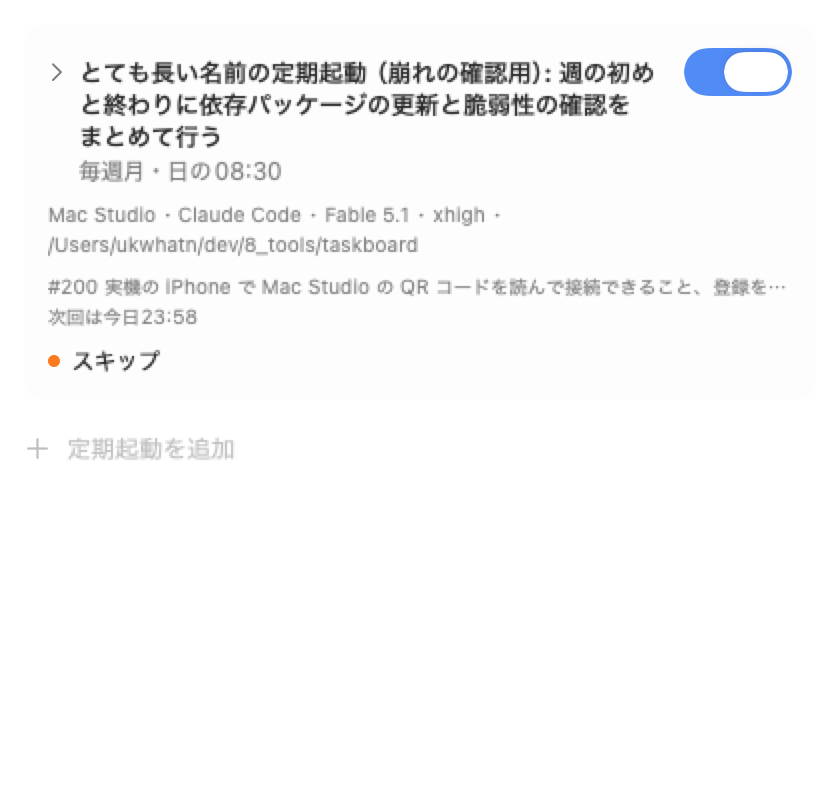 とても長い名前の定期起動（崩れの確認用）: 週の初め
と終わりに依存パッケージの更新と脆弱性の確認を
まとめて行う
毎週月・日の08:30
Mac Studio · Claude Code · Fable 5.1 · xhigh ·
/Users/ukwhatn/dev/8_tools/taskboard
#200 実機の iPhone で Mac Studio の QR コードを読んで接続できること、登録を…
次回は今日23:58
スキップ
定期起動を追加